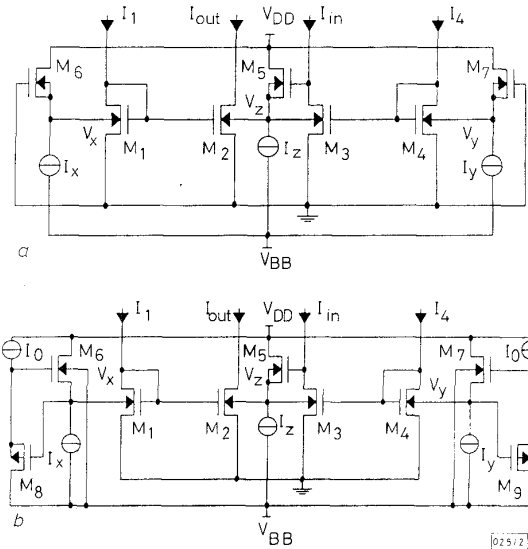 I1 Iout VDD Iin I4
M6 M5 M7
Vx Vz Vy
M1 M2 M3 M4
Ix Iz Iy
a
VBB
I1 Iout VDD Iin I4
I0 M6 M5 M7 I0
Vx Vz Vy
M1 M2 M3 M4
Ix Iz Iy
M8 M9
b
VBB
025/2